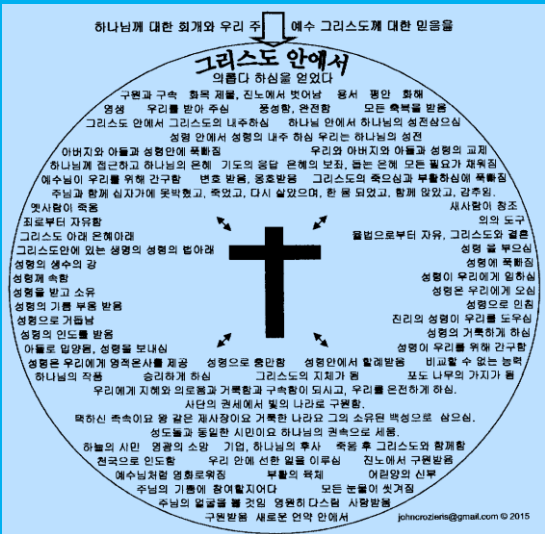 하나님께 대한 회개와 우리 주 예수 그리스도께 대한 믿음을
그리스도 안에서
의롭다 하심을 얻었다
구원과 구속 화목 제물, 진노에서 벗어남 용서 평안 화해
영생 우리를 받아 주심 풍성함, 완전함 모든 축복을 받음
그리스도 안에서 그리스도의 내주하심 하나님 안에서 하나님의 성전삼으심
성령 안에서 성령의 내주 하심 우리는 하나님의 성전
아버지와 아들과 성령안에 푹빠짐 우리와 아버지와 아들과 성령의 교제
하나님께 접근하고 하나님의 은혜 기도의 응답 은혜의 보좌, 돕는 은혜 모든 필요가 채워짐
예수님이 우리를 위해 간구함 변호 받음, 옹호받음 그리스도의 죽으심과 부활하심에 푹빠짐
주님과 함께 십자가에 못박혔고, 죽었고, 다시 살았으며, 한 몸 되었고, 함께 앉았고, 감추임.
옛사람이 죽음 새사람이 창조
죄로부터 자유함 의의 도구
그리스도 아래 은혜아래 율법으로부터 자유, 그리스도와 결혼
그리스도안에 있는 생명의 성령의 법아래 성령 을 부으심
성령의 생수의 강 성령에 푹빠짐
성령께 속함 성령이 우리에게 임하심
성령을 받고 소유 성령은 우리에게 오심
성령의 기름 부음 받음 성령으로 인침
성령으로 거듭남 진리의 성령이 우리를 도우심
성령의 인도를 받음 성령의 거룩하게 하심
아들로 입양된, 성령을 보내심 성령이 우리를 위해 간구함
성령은 우리에게 영적은사를 제공 성령으로 충만함 성령안에서 할례받음 비교할 수 없는 능력
하나님의 작품 승리하게 하심 그리스도의 지체가 됨 포도 나무의 가지가 됨
우리에게 지혜와 의로움과 거룩함과 구속함이 되시고, 우리를 온전하게 하심.
사단의 권세에서 빛의 나라로 구원함.
택하신 족속이요 왕 같은 제사장이요 거룩한 나라요 그의 소유된 백성으로 삼으심.
성도들과 동일한 시민이요 하나님의 권속으로 세움.
하늘의 시민 영광의 소망 기업, 하나님의 후사 죽음 후 그리스도와 함께함
천국으로 인도함 우리 안에 선한 일을 이루심 진노에서 구원받음
예수님처럼 영화로워짐 부활의 육체 어린양의 신부
주님의 기쁨에 참여할지어다 모든 눈물이 씻겨짐
주님의 얼굴을 볼 것임 영원히다스림 사랑받음
구원받음 새로운 언약 안에서
johncrozieris@gmail.com © 2015